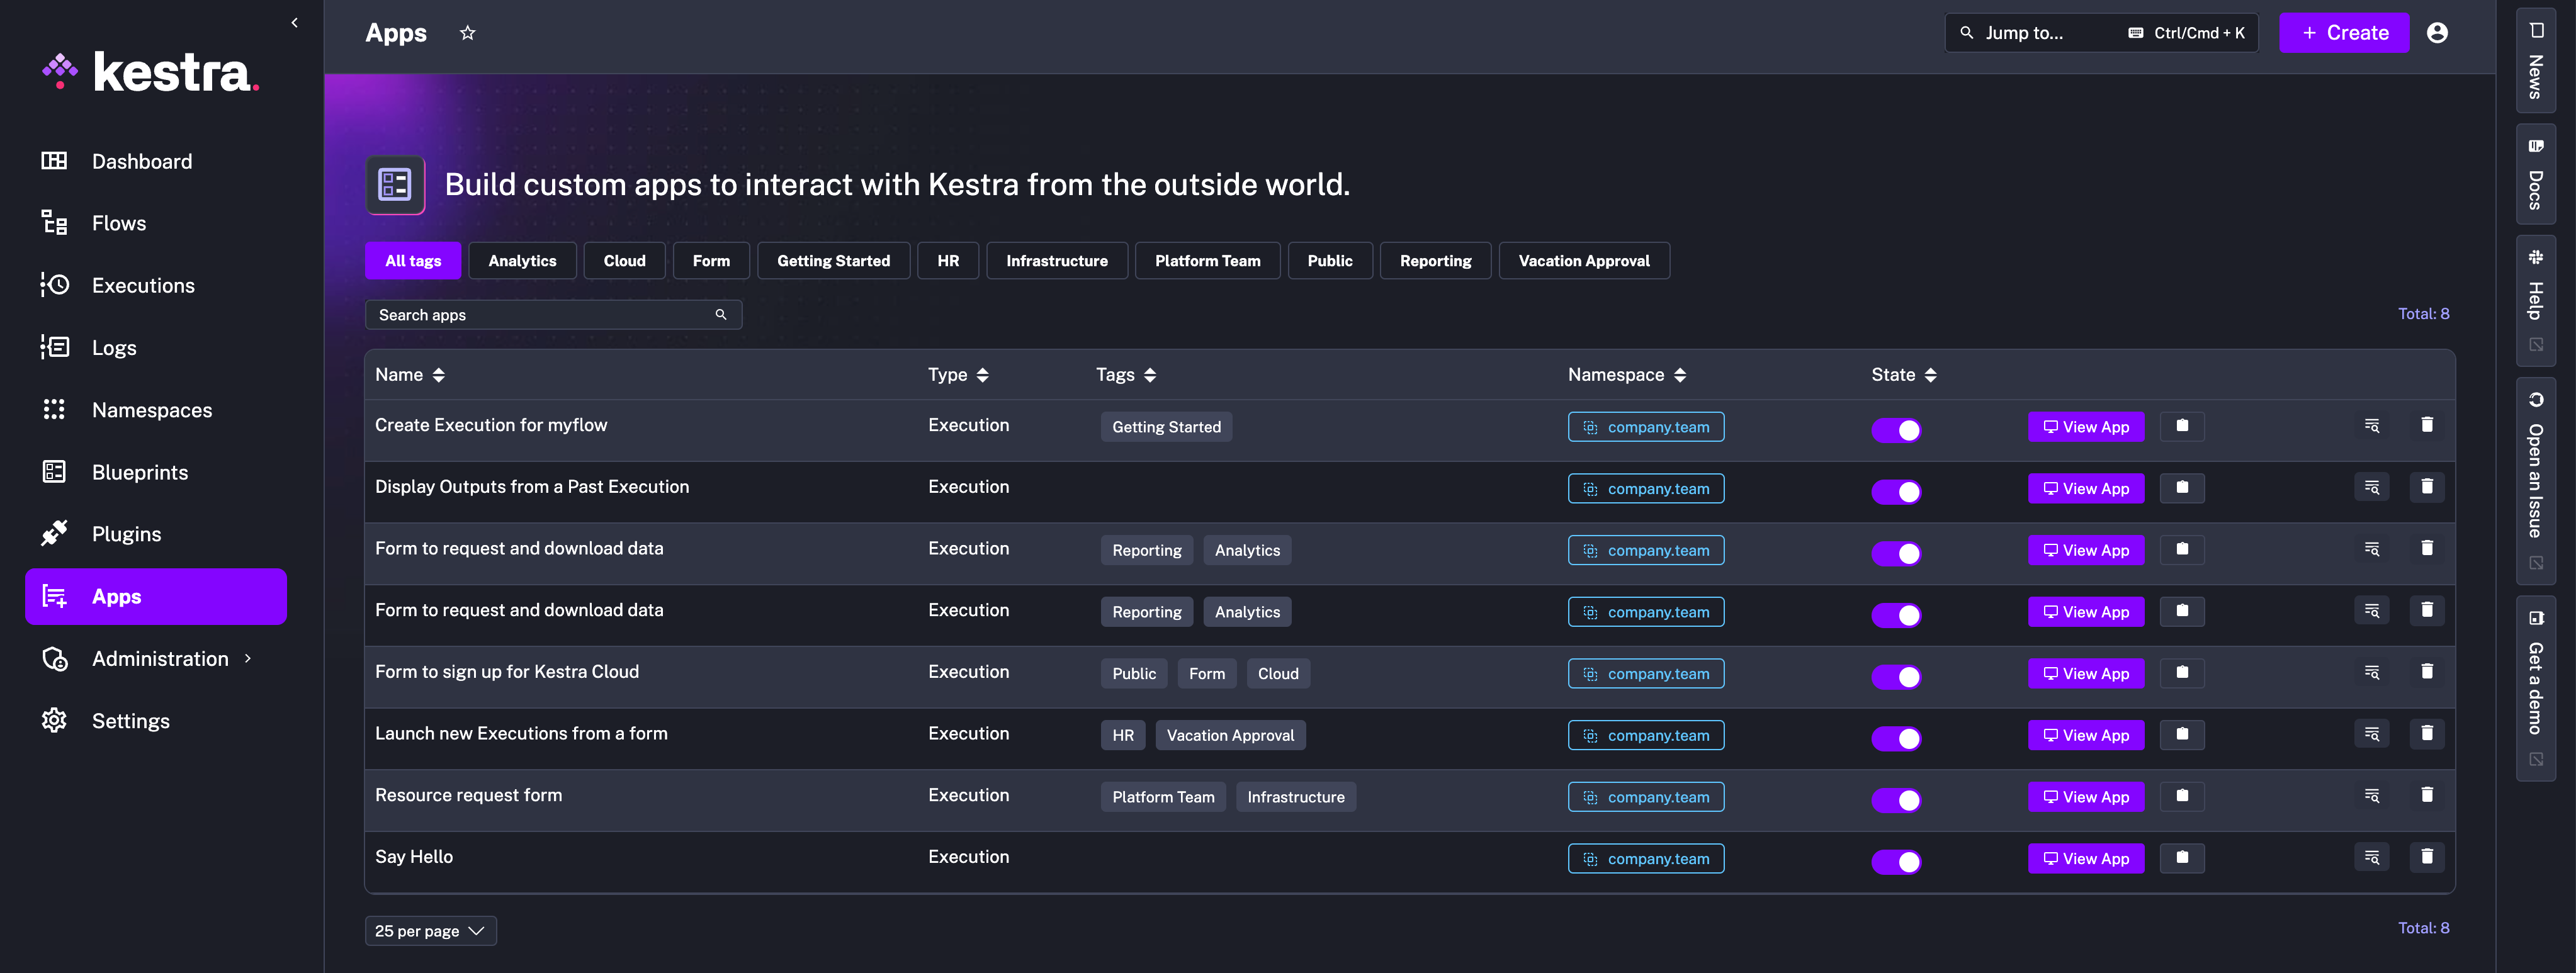 kestra.
Dashboard
Flows
Executions
Logs
Namespaces
Blueprints
Plugins
Apps
Administration
Settings
Apps
Jump to...
Ctrl/Cmd + K
+ Create
Build custom apps to interact with Kestra from the outside world.
All tags Analytics Cloud Form Getting Started HR Infrastructure Platform Team Public Reporting Vacation Approval
Search apps
Total: 8
Name Type Tags Namespace State
Create Execution for myflow Execution Getting Started company.team View App
Display Outputs from a Past Execution Execution company.team View App
Form to request and download data Execution Reporting Analytics company.team View App
Form to request and download data Execution Reporting Analytics company.team View App
Form to sign up for Kestra Cloud Execution Public Form Cloud company.team View App
Launch new Executions from a form Execution HR Vacation Approval company.team View App
Resource request form Execution Platform Team Infrastructure company.team View App
Say Hello Execution company.team View App
25 per page
Total: 8
News
Docs
Help
Open an Issue
Get a demo